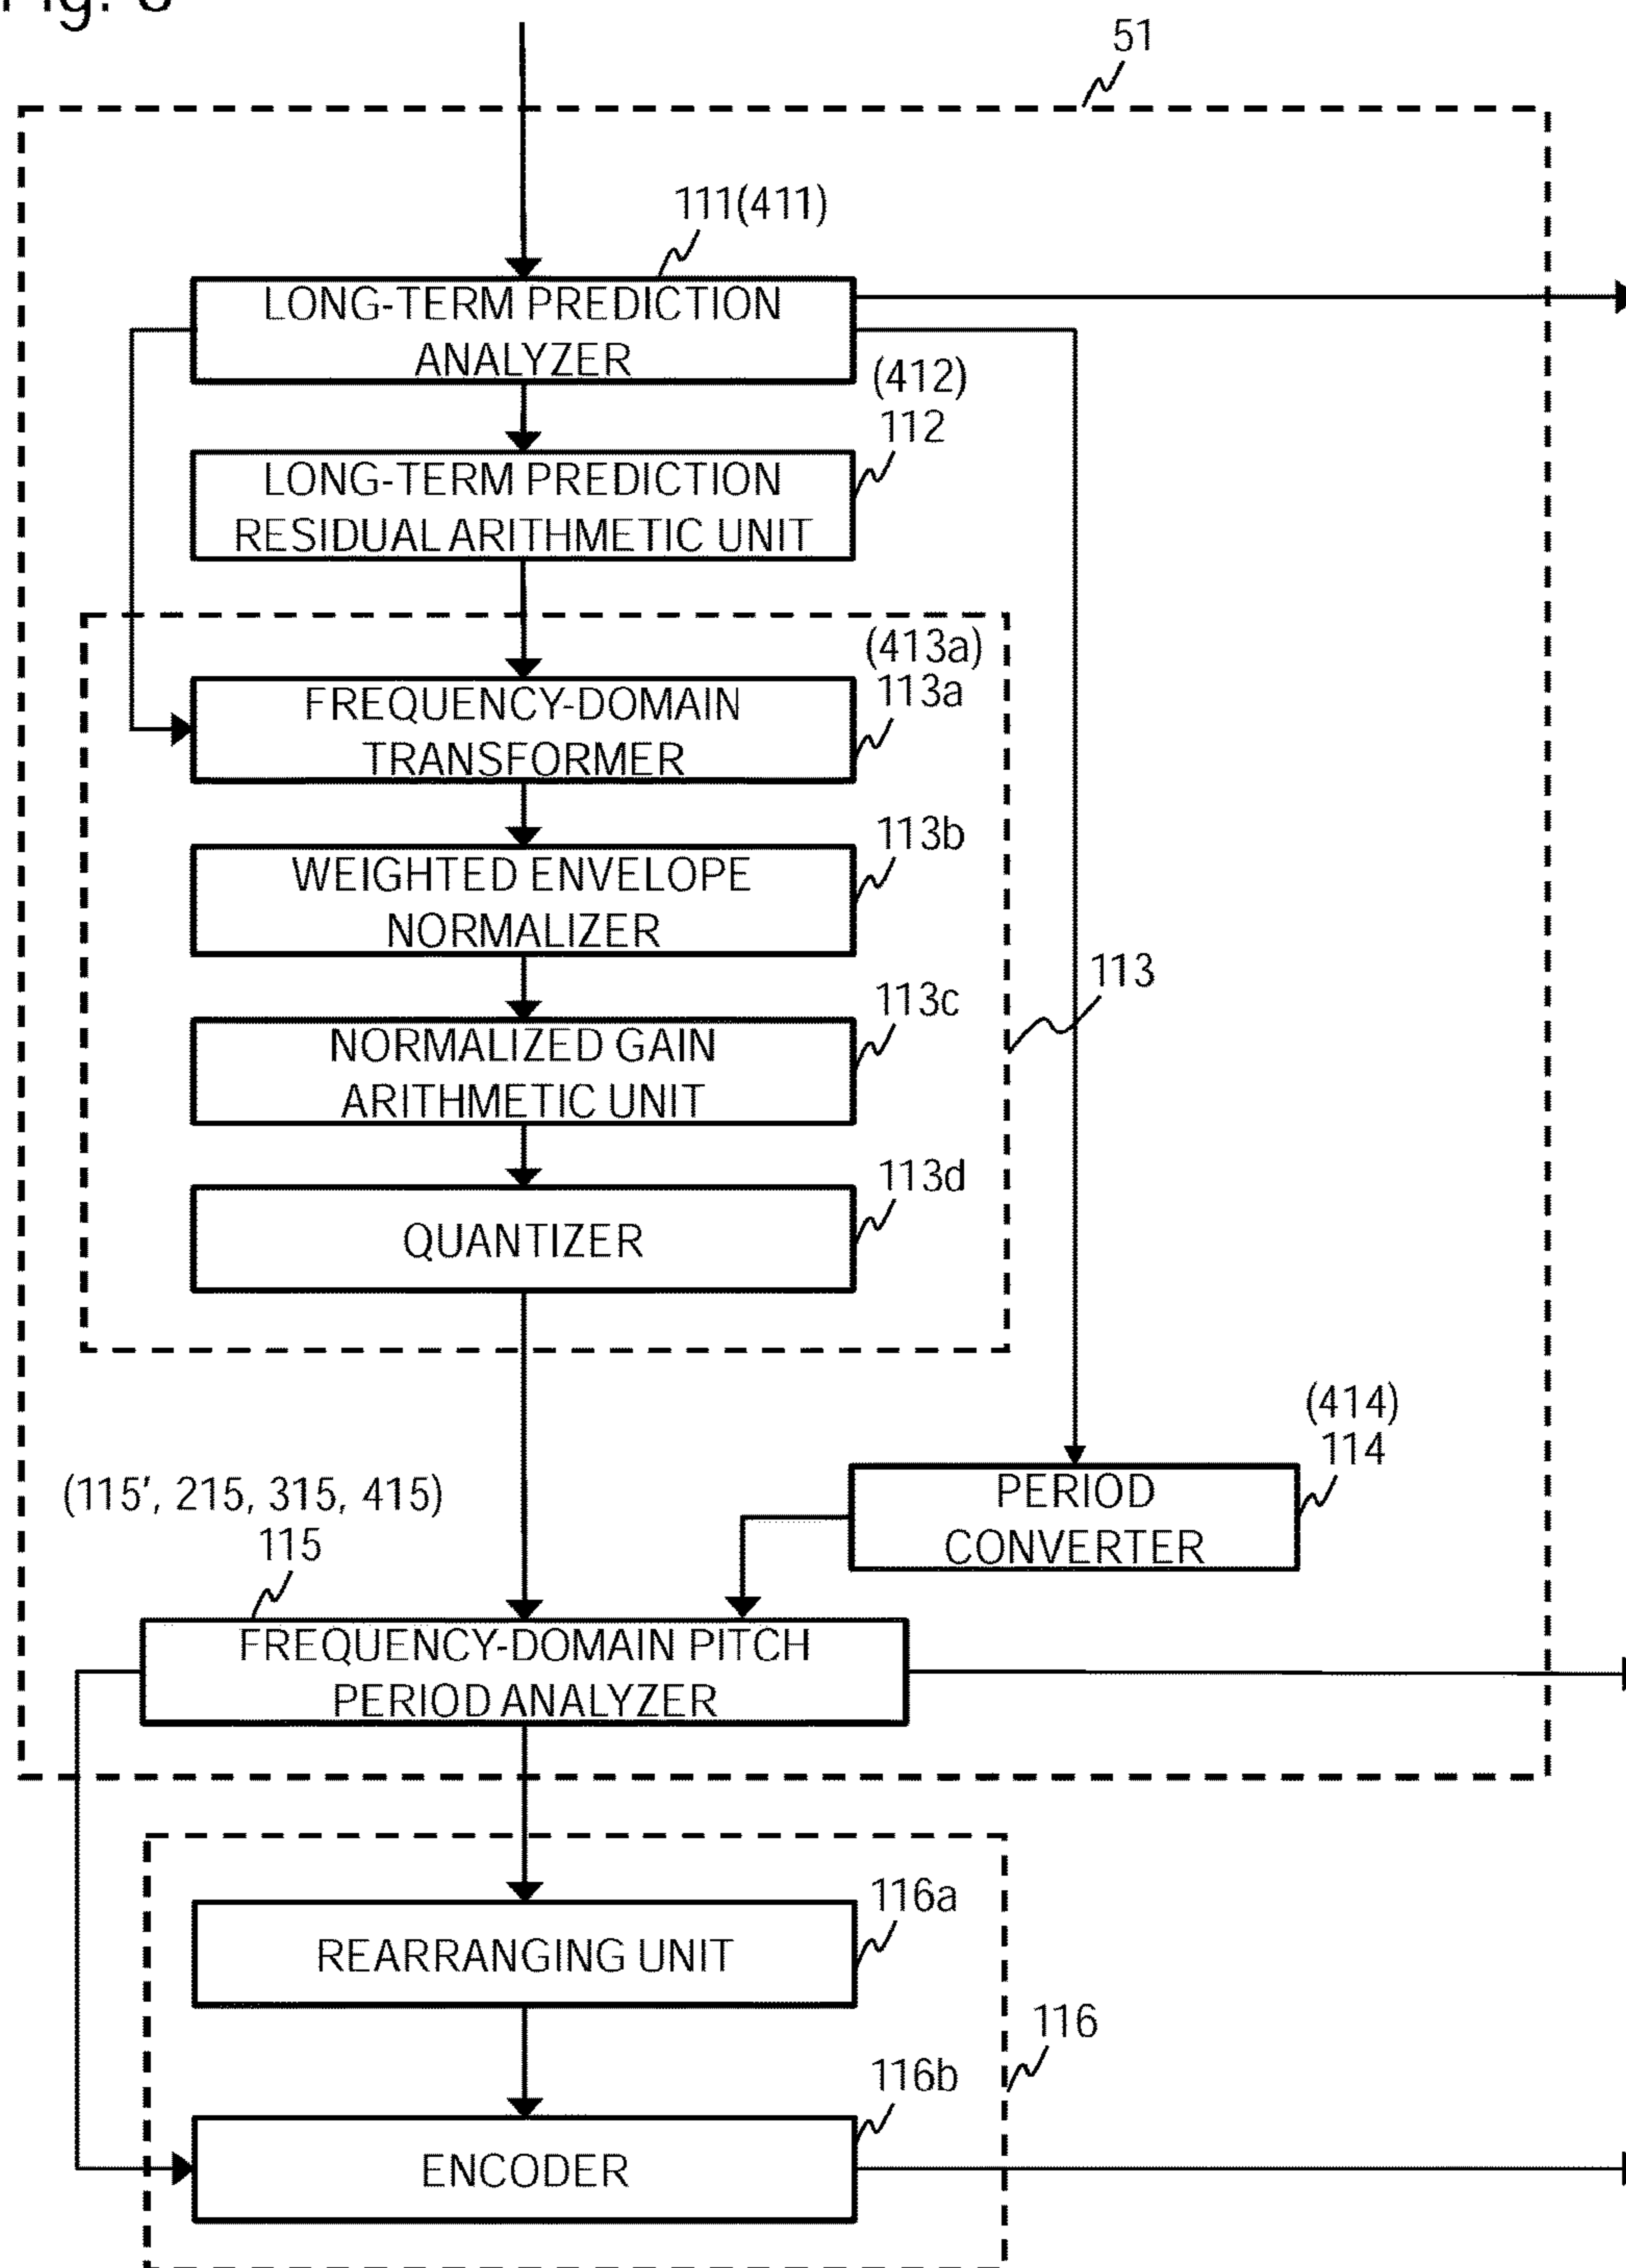 51
111(411)
LONG-TERM PREDICTION
ANALYZER
(412)
112
LONG-TERM PREDICTION
RESIDUAL ARITHMETIC UNIT
(413a)
113a
FREQUENCY-DOMAIN
TRANSFORMER
113b
WEIGHTED ENVELOPE
NORMALIZER
113
113c
NORMALIZED GAIN
ARITHMETIC UNIT
113d
QUANTIZER
(414)
114
PERIOD
CONVERTER
(115', 215, 315, 415)
115
FREQUENCY-DOMAIN PITCH
PERIOD ANALYZER
116a
REARRANGING UNIT
116
116b
ENCODER